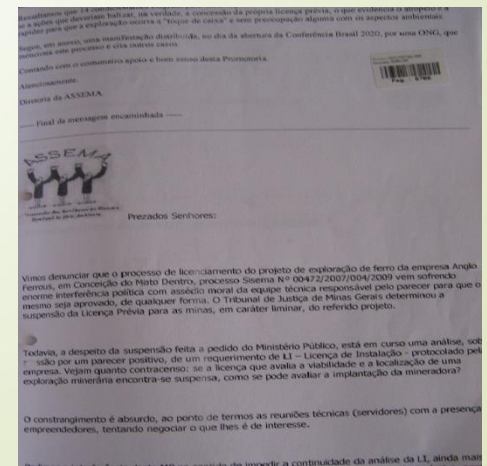 Ressaltamos que 14 condicionantes
se a ações que deveriam balizar, na verdade, a concessão da própria licença prévia, o que evidencia o atropelo e a
rapidez para que a exploração ocorra a "toque de caixa" e sem preocupação alguma com os aspectos ambientais.
Segue, em anexo, uma manifestação distribuída, no dia da abertura da Conferência Brasil 2020, por uma ONG, que
menciona este processo e cita outros casos.
Contando com o costumeiro apoio e bom senso desta Promotoria.
Atenciosamente.
Diretoria da ASSEMA.
----- Final da mensagem encaminhada -----
ASSEMA
Prezados Senhores:
Vimos denunciar que o processo de licenciamento do projeto de exploração de ferro da empresa Anglo
Ferrous, em Conceição do Mato Dentro, processo Sisema Nº 00472/2007/004/2009 vem sofrendo
enorme interferência política com assédio moral da equipe técnica responsável pelo parecer para que o
mesmo seja aprovado, de qualquer forma. O Tribunal de Justiça de Minas Gerais determinou a
suspensão da Licença Prévia para as minas, em caráter liminar, do referido projeto.
Todavia, a despeito da suspensão feita a pedido do Ministério Público, está em curso uma análise, sob
por um parecer positivo, de um requerimento de LI – Licença de Instalação - protocolado pela
empresa. Vejam quanto contracenso: se a licença que avalia a viabilidade e a localização de uma
exploração minerária encontra-se suspensa, como se pode avaliar a implantação da mineradora?
O constrangimento é absurdo, ao ponto de termos as reuniões técnicas (servidores) com a presença
empreendedores, tentando negociar o que lhes é de interesse.
MP no sentido de impedir a continuidade da análise da LI, ainda mais